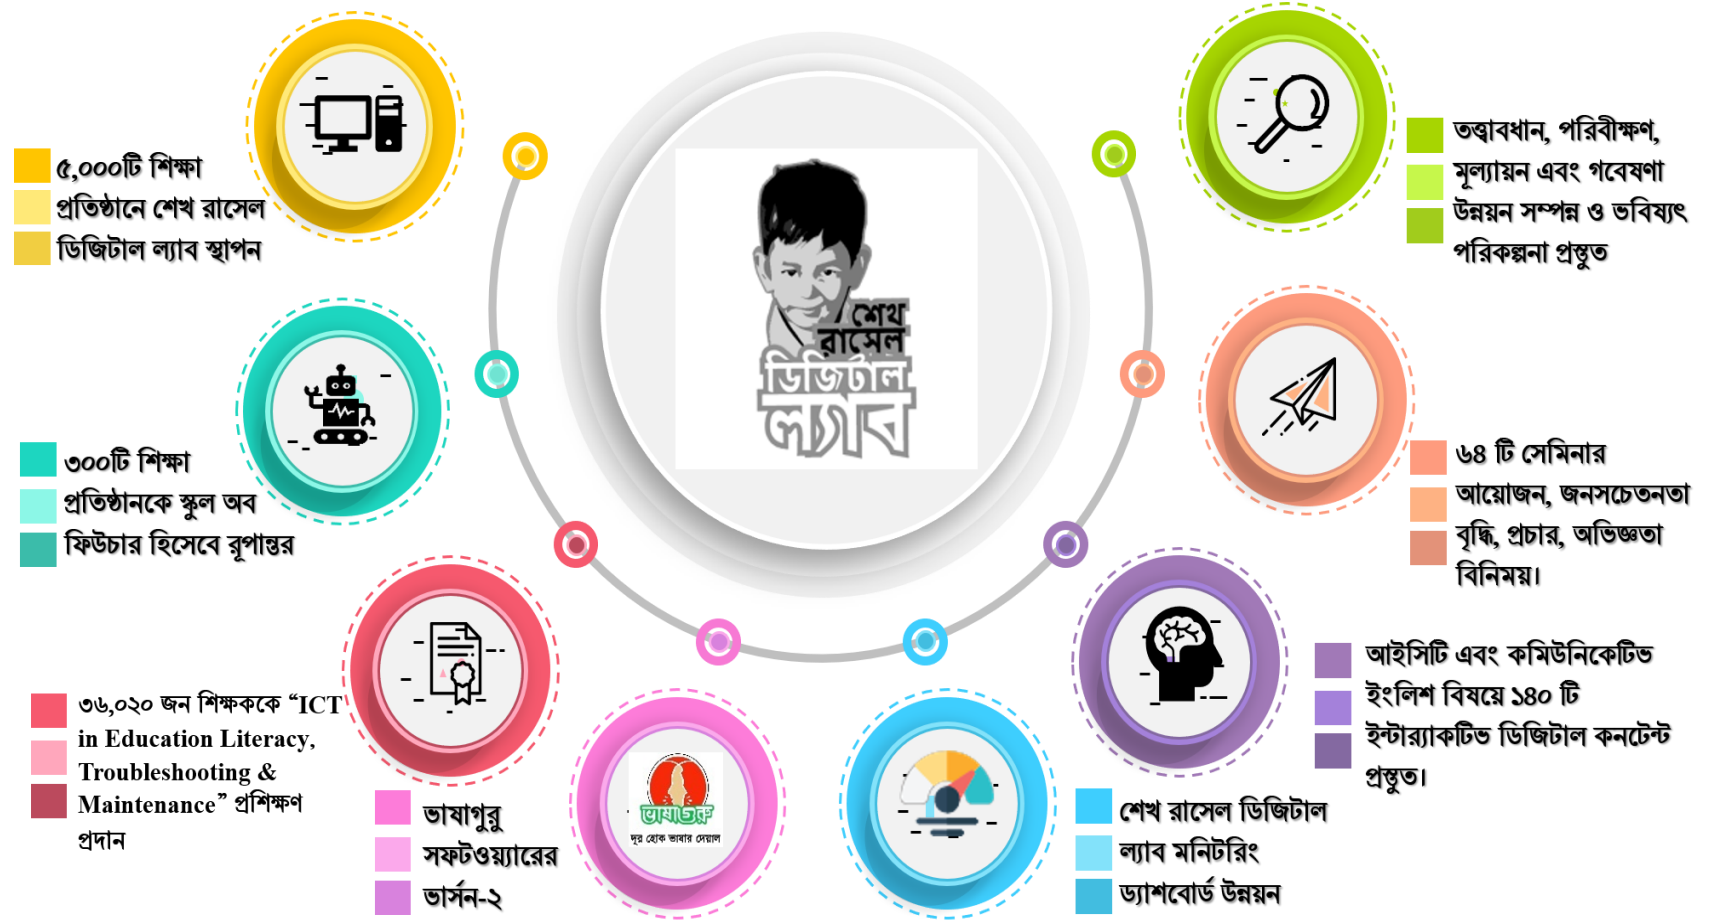 ৫,০০০টি শিক্ষা
প্রতিষ্ঠানে শেখ রাসেল
ডিজিটাল ল্যাব স্থাপন
৩০০টি শিক্ষা
প্রতিষ্ঠানকে স্কুল অব
ফিউচার হিসেবে রূপান্তর
৩৬,০২০ জন শিক্ষককে “ICT
in Education Literacy,
Troubleshooting &
Maintenance” প্রশিক্ষণ
প্রদান
ভাষাগুরু
দূর হোক ভাষার দেয়াল
ভাষাগুরু
সফটওয়্যারের
ভার্সন-২
শেখ
রাসেল
ডিজিটাল
ল্যাব
শেখ রাসেল ডিজিটাল
ল্যাব মনিটরিং
ড্যাশবোর্ড উন্নয়ন
আইসিটি এবং কমিউনিকেটিভ
ইংলিশ বিষয়ে ১৪০ টি
ইন্টার‍্যাকটিভ ডিজিটাল কনটেন্ট
প্রস্তুত।
৬৪ টি সেমিনার
আয়োজন, জনসচেতনতা
বৃদ্ধি, প্রচার, অভিজ্ঞতা
বিনিময়।
তত্ত্বাবধান, পরিবীক্ষণ,
মূল্যায়ন এবং গবেষণা
উন্নয়ন সম্পন্ন ও ভবিষ্যৎ
পরিকল্পনা প্রস্তুত